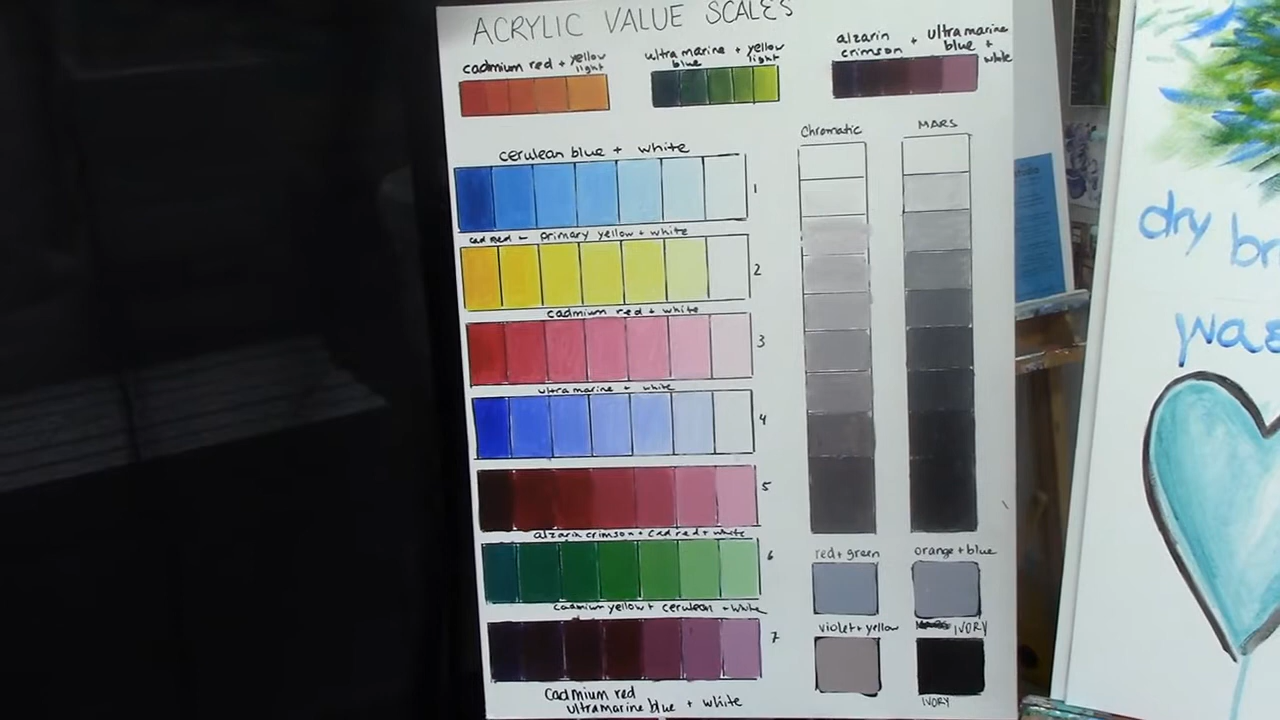 ACRYLIC VALUE SCALES
cadmium red + yellow
light
ultra marine + yellow
blue light
alzarin + ultramarine
crimson blue +
white
Chromatic
MARS
cerulean blue + white
1
cad red - primary yellow + white
2
cadmium red + white
3
ultra marine + white
4
5
alzarin crimson + cad red + white
6
cadmium yellow + cerulean + white
7
Cadmium red
ultramarine blue + white
red + green
orange + blue
violet + yellow
IVORY
IVORY
dry br
was